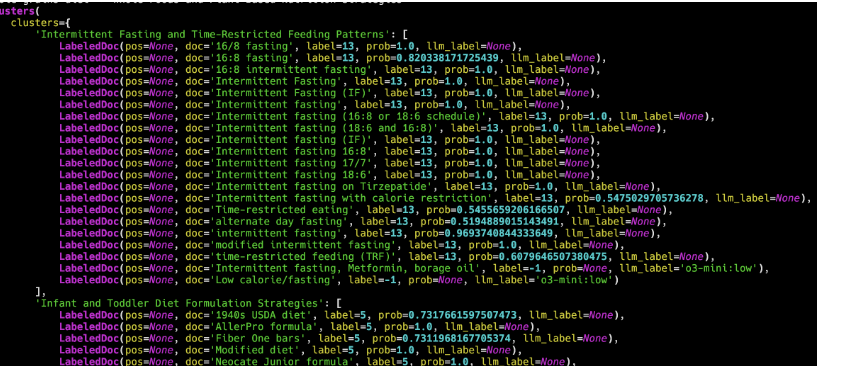 usters(
clusters={
'Intermittent Fasting and Time-Restricted Feeding Patterns': [
LabeledDoc(pos=None, doc='16/8 fasting', label=13, prob=1.0, llm_label=None),
LabeledDoc(pos=None, doc='16:8 fasting', label=13, prob=0.820338171725439, llm_label=None),
LabeledDoc(pos=None, doc='16:8 intermittent fasting', label=13, prob=1.0, llm_label=None),
LabeledDoc(pos=None, doc='Intermittent Fasting', label=13, prob=1.0, llm_label=None),
LabeledDoc(pos=None, doc='Intermittent Fasting (IF)', label=13, prob=1.0, llm_label=None),
LabeledDoc(pos=None, doc='Intermittent fasting', label=13, prob=1.0, llm_label=None),
LabeledDoc(pos=None, doc='Intermittent fasting (16:8 or 18:6 schedule)', label=13, prob=1.0, llm_label=None),
LabeledDoc(pos=None, doc='Intermittent fasting (18:6 and 16:8)', label=13, prob=1.0, llm_label=None),
LabeledDoc(pos=None, doc='Intermittent fasting (IF)', label=13, prob=1.0, llm_label=None),
LabeledDoc(pos=None, doc='Intermittent fasting 16:8', label=13, prob=1.0, llm_label=None),
LabeledDoc(pos=None, doc='Intermittent fasting 17/7', label=13, prob=1.0, llm_label=None),
LabeledDoc(pos=None, doc='Intermittent fasting 18:6', label=13, prob=1.0, llm_label=None),
LabeledDoc(pos=None, doc='Intermittent fasting on Tirzepatide', label=13, prob=1.0, llm_label=None),
LabeledDoc(pos=None, doc='Intermittent fasting with calorie restriction', label=13, prob=0.5475029705736278, llm_label=None),
LabeledDoc(pos=None, doc='Time-restricted eating', label=13, prob=0.5455659206166507, llm_label=None),
LabeledDoc(pos=None, doc='alternate day fasting', label=13, prob=0.5194889015143491, llm_label=None),
LabeledDoc(pos=None, doc='intermittent fasting', label=13, prob=0.9693740844333649, llm_label=None),
LabeledDoc(pos=None, doc='modified intermittent fasting', label=13, prob=1.0, llm_label=None),
LabeledDoc(pos=None, doc='time-restricted feeding (TRF)', label=13, prob=0.6079646507380475, llm_label=None),
LabeledDoc(pos=None, doc='Intermittent fasting, Metformin, borage oil', label=-1, prob=None, llm_label='o3-mini:low'),
LabeledDoc(pos=None, doc='Low calorie/fasting', label=-1, prob=None, llm_label='o3-mini:low')
],
'Infant and Toddler Diet Formulation Strategies': [
LabeledDoc(pos=None, doc='1940s USDA diet', label=5, prob=0.7317661597507473, llm_label=None),
LabeledDoc(pos=None, doc='AllerPro formula', label=5, prob=1.0, llm_label=None),
LabeledDoc(pos=None, doc='Fiber One bars', label=5, prob=0.7311968167705374, llm_label=None),
LabeledDoc(pos=None, doc='Modified diet', label=5, prob=1.0, llm_label=None),
LabeledDoc(pos=None, doc='Neocate Junior formula', label=5, prob=1.0, llm_label=None),